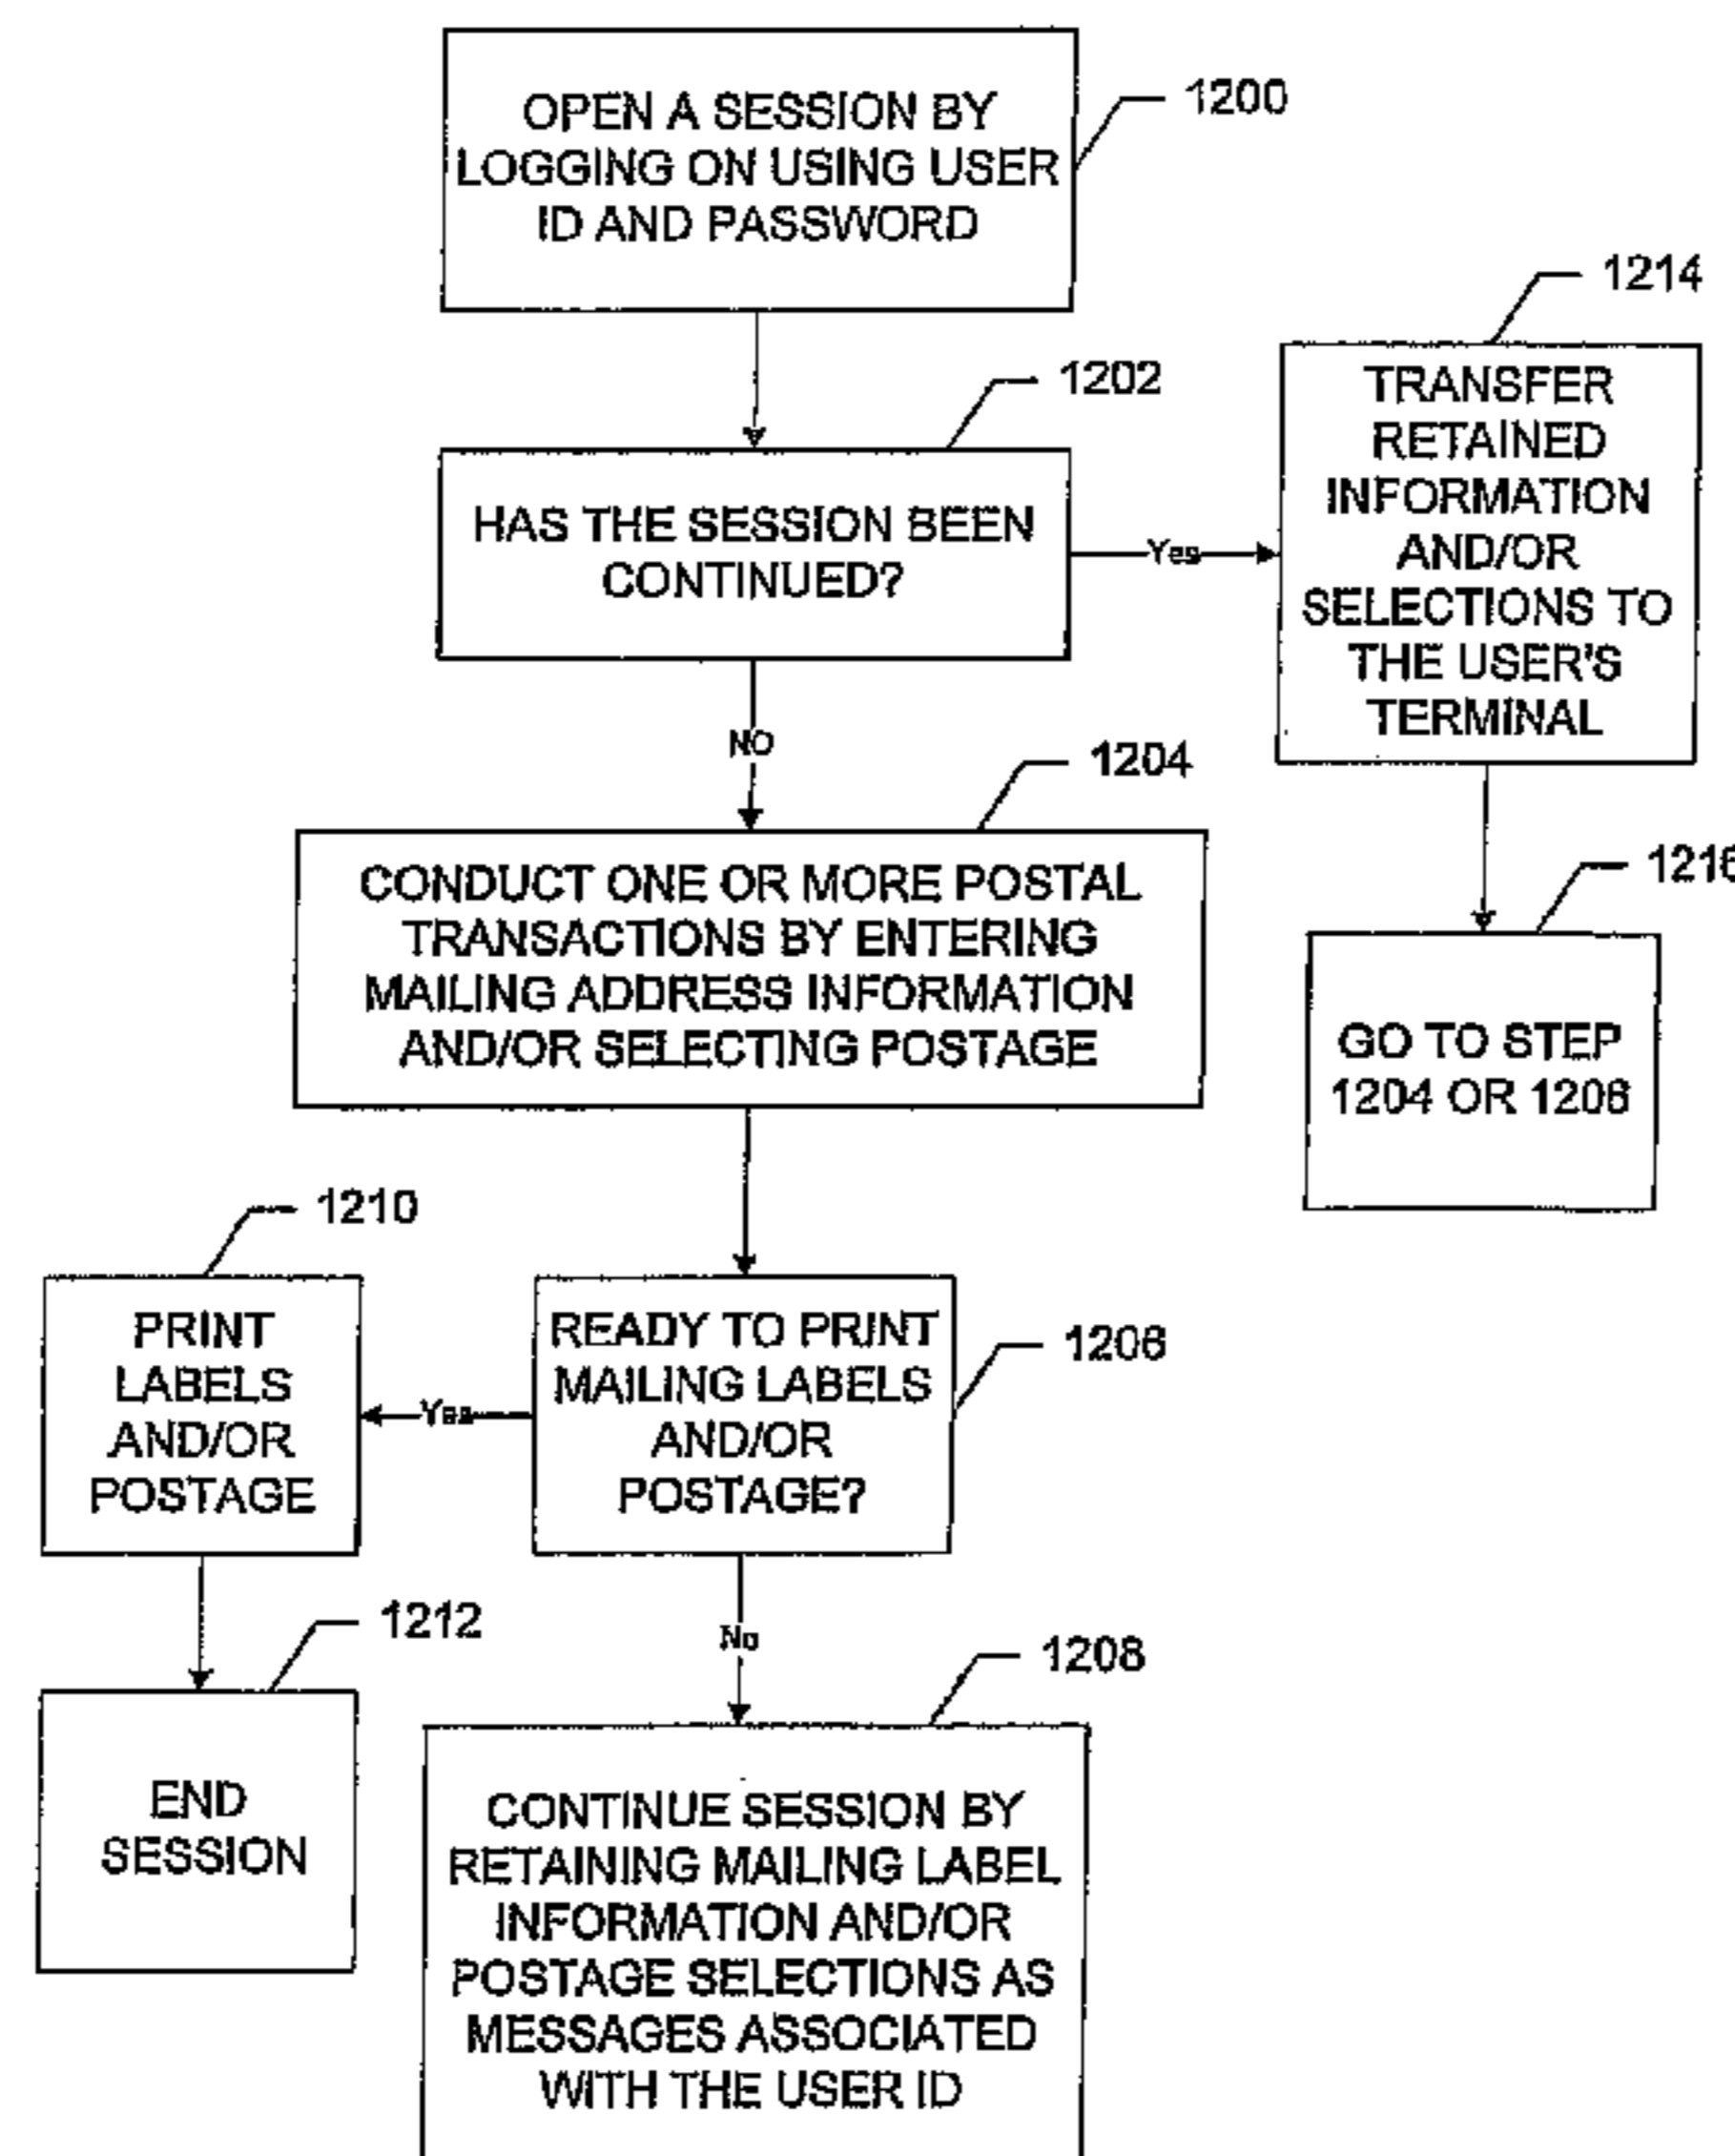 OPEN A SESSION BY
LOGGING ON USING USER
ID AND PASSWORD
1200
1202
HAS THE SESSION BEEN
CONTINUED?
Yes
1214
TRANSFER
RETAINED
INFORMATION
AND/OR
SELECTIONS TO
THE USER'S
TERMINAL
NO
1204
CONDUCT ONE OR MORE POSTAL
TRANSACTIONS BY ENTERING
MAILING ADDRESS INFORMATION
AND/OR SELECTING POSTAGE
1216
GO TO STEP
1204 OR 1206
1210
PRINT
LABELS
AND/OR
POSTAGE
Yes
READY TO PRINT
MAILING LABELS
AND/OR
POSTAGE?
1206
1212
END
SESSION
No
1208
CONTINUE SESSION BY
RETAINING MAILING LABEL
INFORMATION AND/OR
POSTAGE SELECTIONS AS
MESSAGES ASSOCIATED
WITH THE USER ID